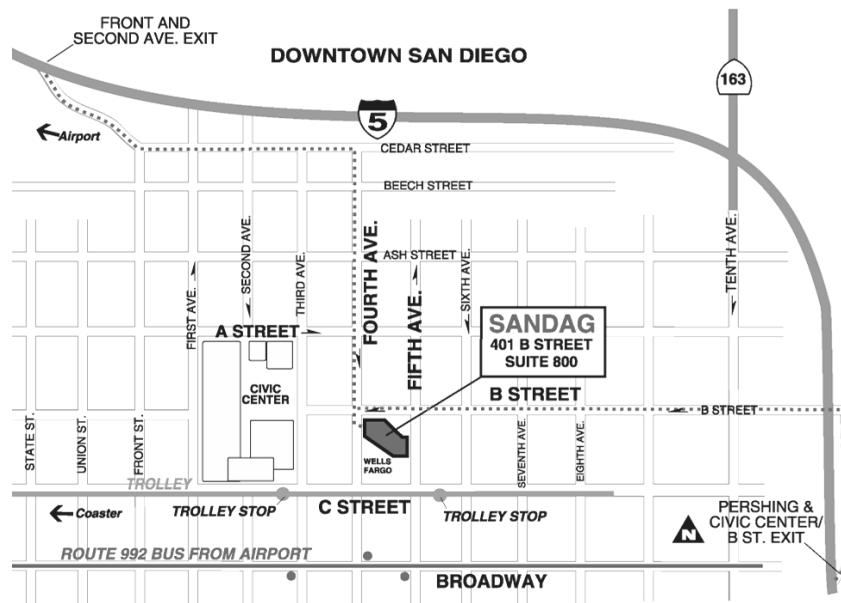 FRONT AND
SECOND AVE. EXIT
DOWNTOWN SAN DIEGO
163
5
Airport
CEDAR STREET
BEECH STREET
ASH STREET
FIRST AVE.
SECOND AVE.
THIRD AVE.
FOURTH AVE.
FIFTH AVE.
SIXTH AVE.
TENTH AVE.
A STREET
SANDAG
401 B STREET
SUITE 800
CIVIC
CENTER
B STREET
B STREET
STATE ST.
UNION ST.
FRONT ST.
WELLS
FARGO
SEVENTH AVE.
EIGHTH AVE.
TROLLEY
Coaster
TROLLEY STOP
C STREET
TROLLEY STOP
PERSHING &
CIVIC CENTER/
B ST. EXIT
N
ROUTE 992 BUS FROM AIRPORT
BROADWAY